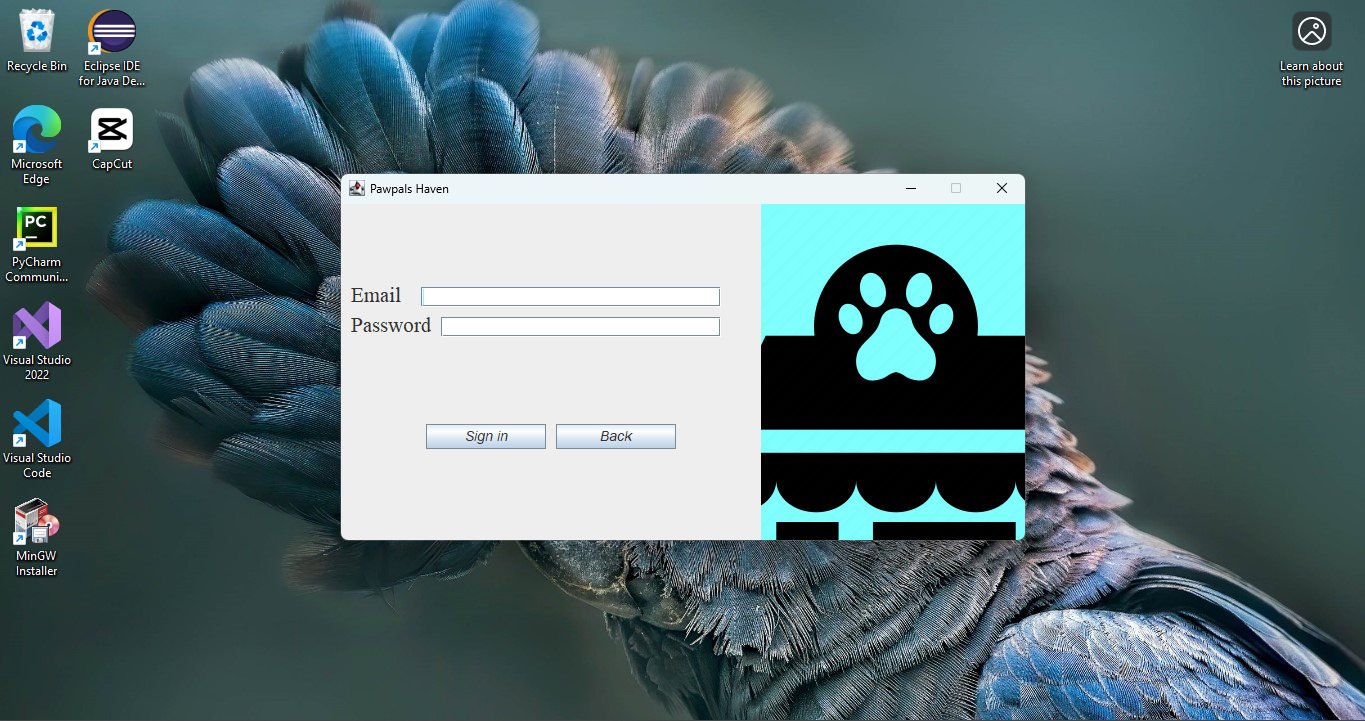 Recycle Bin
Eclipse IDE
for Java De...
Learn about
this picture
Microsoft
Edge
CapCut
PC
PyCharm
Communi...
Visual Studio
2022
Visual Studio
Code
MinGW
Installer
Pawpals Haven
Email
Password
Sign in
Back